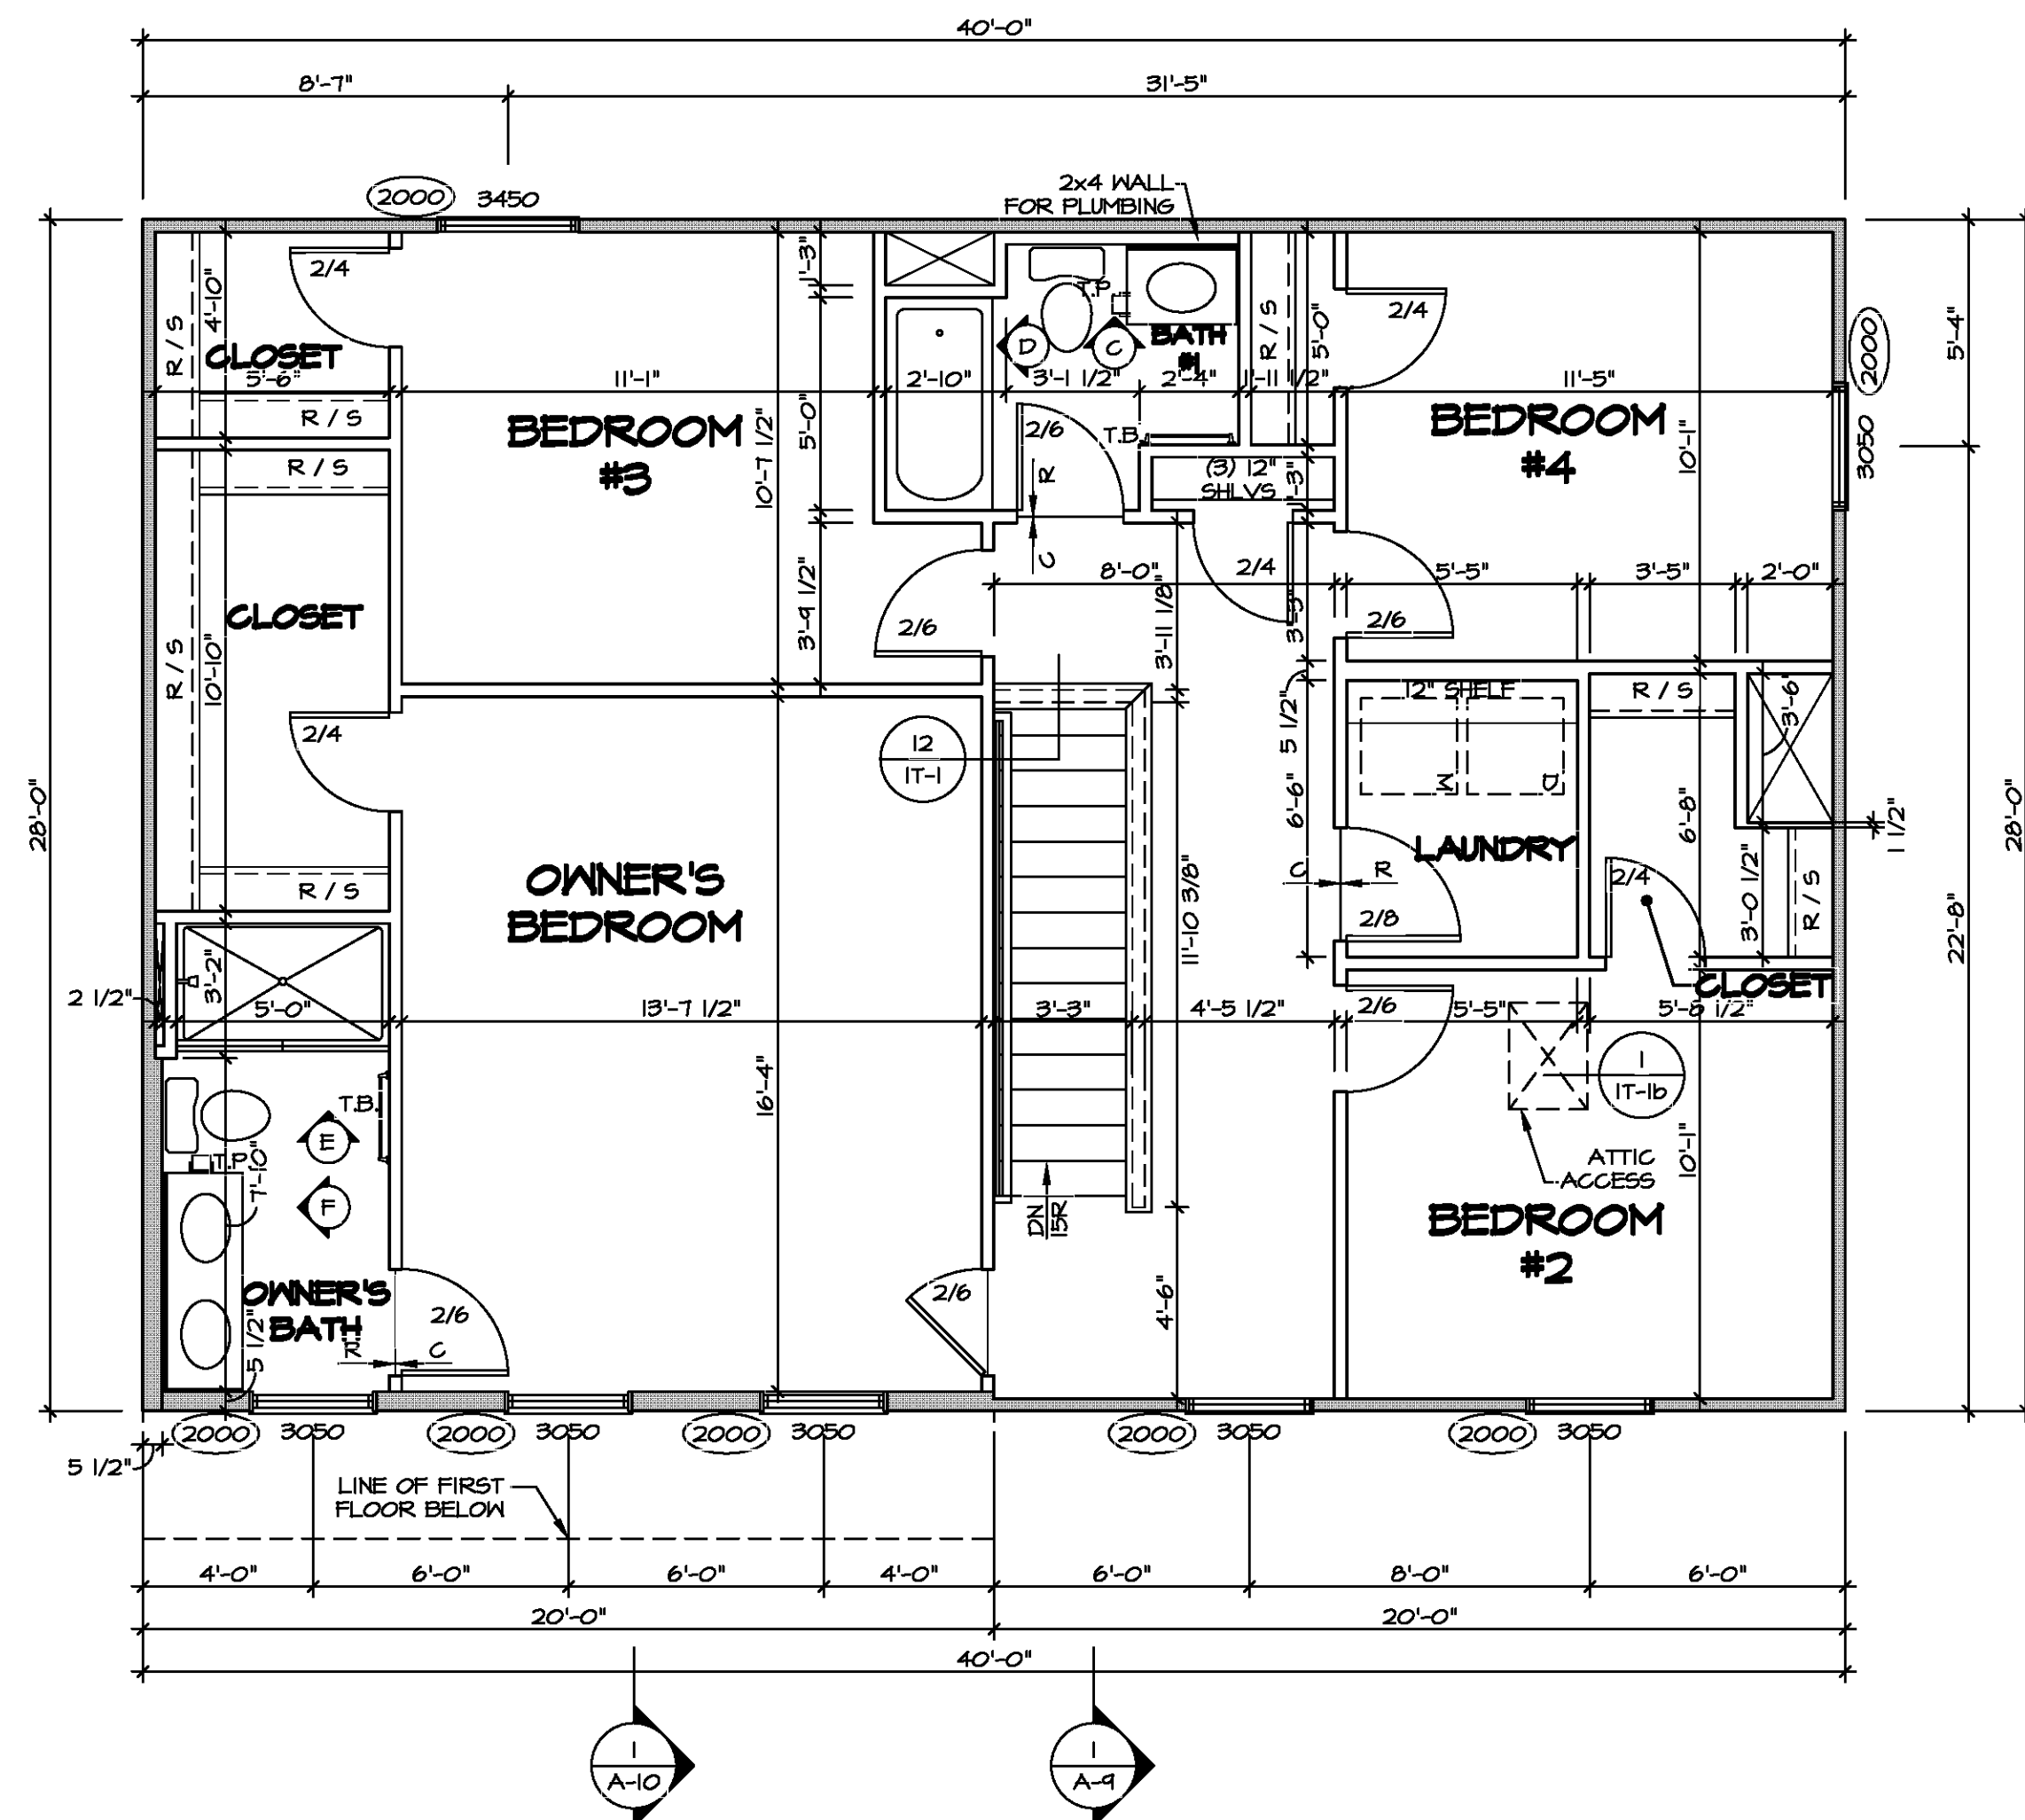 40'-0"
8'-7"
31'-5"
2000
3450
2x4 WALL
FOR PLUMBING
2/4
R / S
4'-10"
CLOSET
5'-6"
R / S
R / S
11'-1"
BEDROOM
#3
10'-7 1/2"
1'-3"
5'-0"
3'-9 1/2"
2'-10"
T.P.
D
C
BATH
#1
3'-1 1/2"
2'-4"
1'-11 1/2"
2/6
T.B.
R
C
R / S
5'-0"
(3) 12"
SHLVS
1'-3"
2/4
11'-5"
BEDROOM
#4
10'-1"
2000
3050
5'-4"
28'-0"
CLOSET
R / S
10'-10"
2/4
R / S
2/6
8'-0"
2/4
3'-11 1/8"
3'-5"
2/6
5'-5"
3'-5"
2'-0"
12
1T-1
5 1/2"
6'-6"
12" SHELF
W
D
LAUNDRY
C
R
2/8
R / S
3'-6"
6'-8"
2/4
3'-0 1/2"
R / S
1 1/2"
CLOSET
28'-0"
22'-8"
OWNER'S
BEDROOM
11'-10 3/8"
2 1/2"
3'-2"
5'-0"
13'-7 1/2"
3'-3"
4'-5 1/2"
2/6
5'-5"
5'-8 1/2"
16'-4"
T.B.
E
T.P.
7'-10"
F
1
1T-1b
ATTIC
ACCESS
10'-1"
BEDROOM
#2
DN
15R
OWNER'S
BATH
5 1/2"
R
C
2/6
2/6
4'-6"
2000
3050
2000
3050
2000
3050
2000
3050
2000
3050
5 1/2"
LINE OF FIRST
FLOOR BELOW
4'-0"
6'-0"
6'-0"
4'-0"
6'-0"
8'-0"
6'-0"
20'-0"
20'-0"
40'-0"
1
A-10
1
A-9